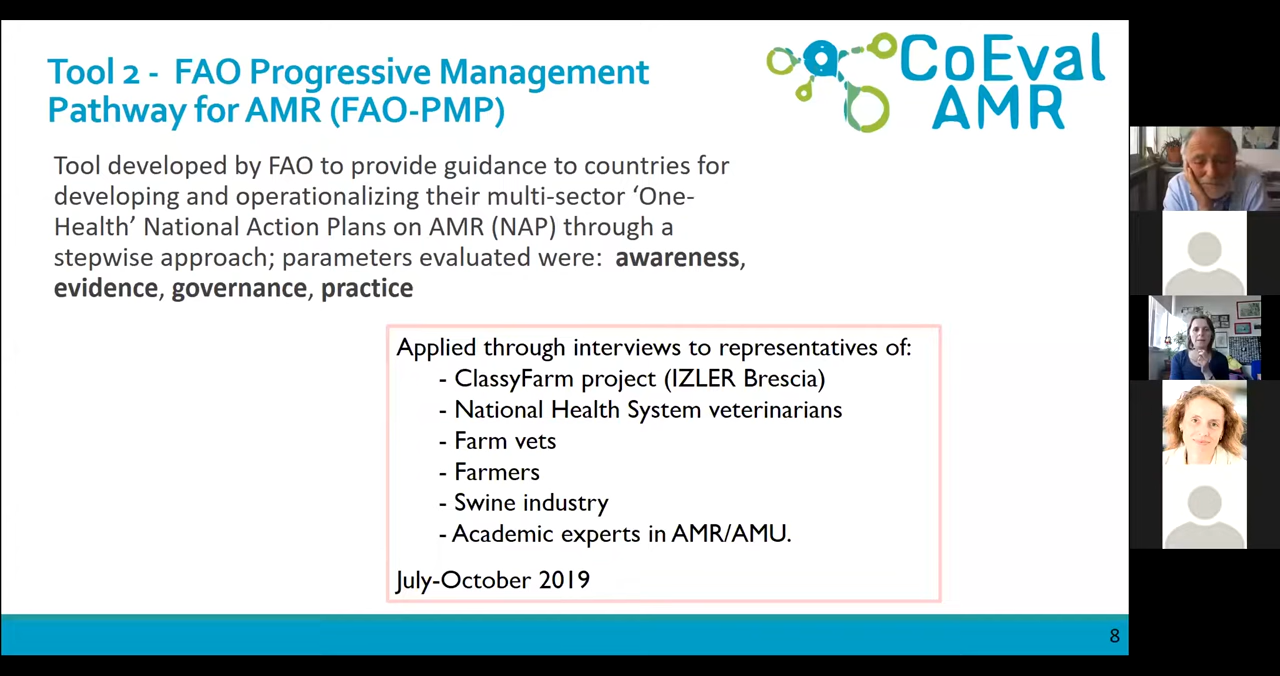 Tool 2 - FAO Progressive Management
Pathway for AMR (FAO-PMP)
CoEval
AMR
Tool developed by FAO to provide guidance to countries for
developing and operationalizing their multi-sector ‘One-
Health’ National Action Plans on AMR (NAP) through a
stepwise approach; parameters evaluated were: awareness,
evidence, governance, practice
Applied through interviews to representatives of:
- ClassyFarm project (IZLER Brescia)
- National Health System veterinarians
- Farm vets
- Farmers
- Swine industry
- Academic experts in AMR/AMU.
July-October 2019
8